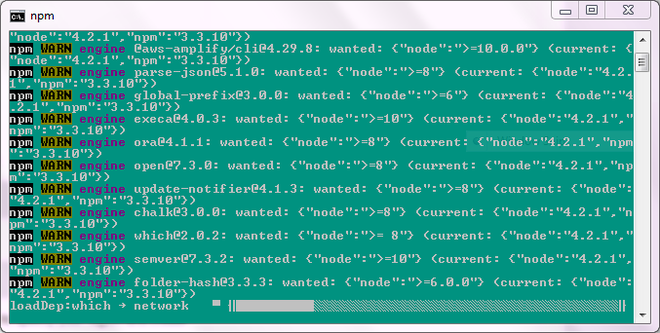 npm
"node":"4.2.1","npm":"3.3.10"})
npm WARN engine @aws-amplify/cli@4.29.8: wanted: {"node":">=10.0.0"} (current: {
"node":"4.2.1","npm":"3.3.10"})
npm WARN engine parse-json@5.1.0: wanted: {"node":">=8"} (current: {"node":"4.2.
1","npm":"3.3.10"})
npm WARN engine global-prefix@3.0.0: wanted: {"node":">=6"} (current: {"node":"4
.2.1","npm":"3.3.10"})
npm WARN engine execa@4.0.3: wanted: {"node":">=10"} (current: {"node":"4.2.1","
npm":"3.3.10"})
npm WARN engine ora@4.1.1: wanted: {"node":">=8"} (current: {"node":"4.2.1","npm
":"3.3.10"})
npm WARN engine open@7.3.0: wanted: {"node":">=8"} (current: {"node":"4.2.1","np
m":"3.3.10"})
npm WARN engine update-notifier@4.1.3: wanted: {"node":">=8"} (current: {"node":
"4.2.1","npm":"3.3.10"})
npm WARN engine chalk@3.0.0: wanted: {"node":">=8"} (current: {"node":"4.2.1","n
pm":"3.3.10"})
npm WARN engine which@2.0.2: wanted: {"node":">= 8"} (current: {"node":"4.2.1","
npm":"3.3.10"})
npm WARN engine semver@7.3.2: wanted: {"node":">=10"} (current: {"node":"4.2.1",
"npm":"3.3.10"})
npm WARN engine folder-hash@3.3.3: wanted: {"node":">=6.0.0"} (current: {"node":
"4.2.1","npm":"3.3.10"})
loadDep:which → network